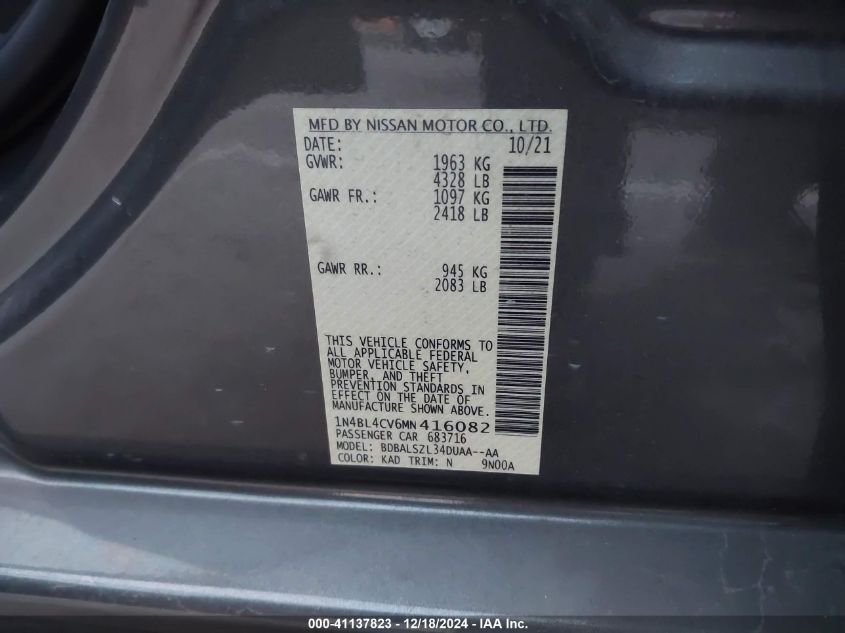 MFD BY NISSAN MOTOR CO., LTD.
DATE: 10/21
GVWR: 1963 KG
4328 LB
GAWR FR.: 1097 KG
2418 LB
GAWR RR.: 945 KG
2083 LB
THIS VEHICLE CONFORMS TO
ALL APPLICABLE FEDERAL
MOTOR VEHICLE SAFETY,
BUMPER, AND THEFT
PREVENTION STANDARDS IN
EFFECT ON THE DATE OF
MANUFACTURE SHOWN ABOVE.
1N4BL4CV6MN416082
PASSENGER CAR 683716
MODEL: BDBALSZL34DUAA--AA
COLOR: KAD TRIM: N 9N00A
000-41137823 - 12/18/2024 - IAA Inc.